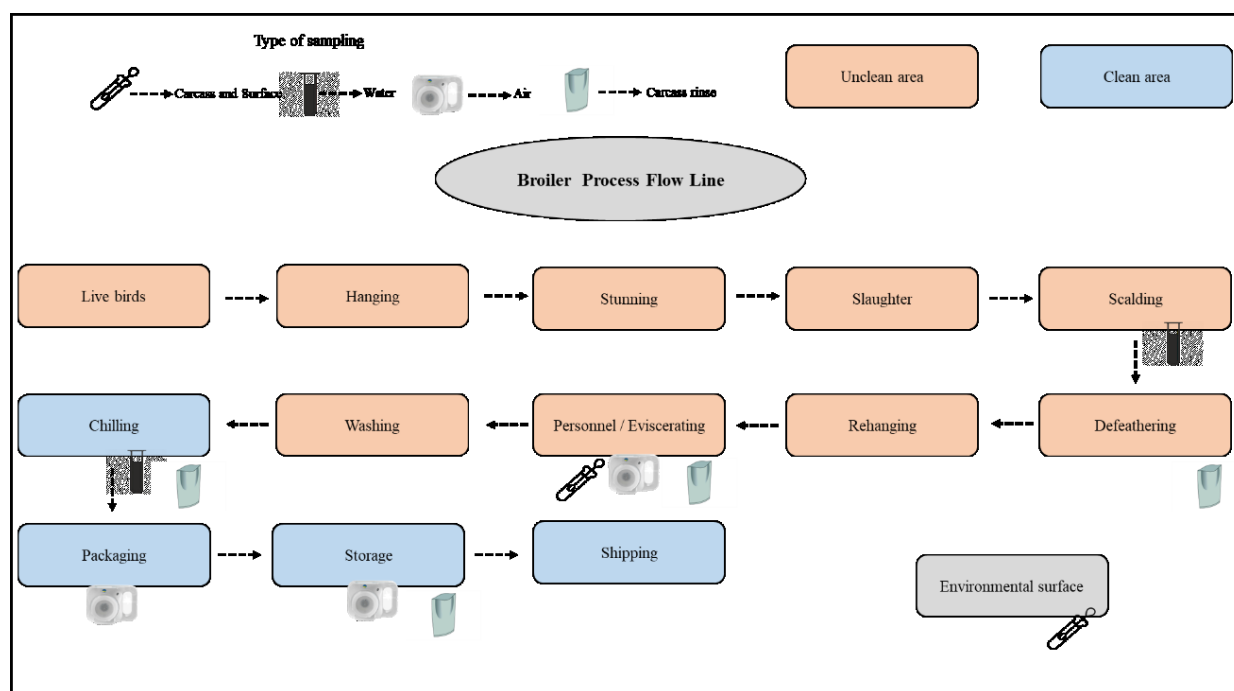 Type of sampling
Carcass and Surface
Water
Air
Carcass rinse
Unclean area
Clean area
Broiler Process Flow Line
Live birds
Hanging
Stunning
Slaughter
Scalding
Chilling
Washing
Personnel / Eviscerating
Rehanging
Defeathering
Packaging
Storage
Shipping
Environmental surface